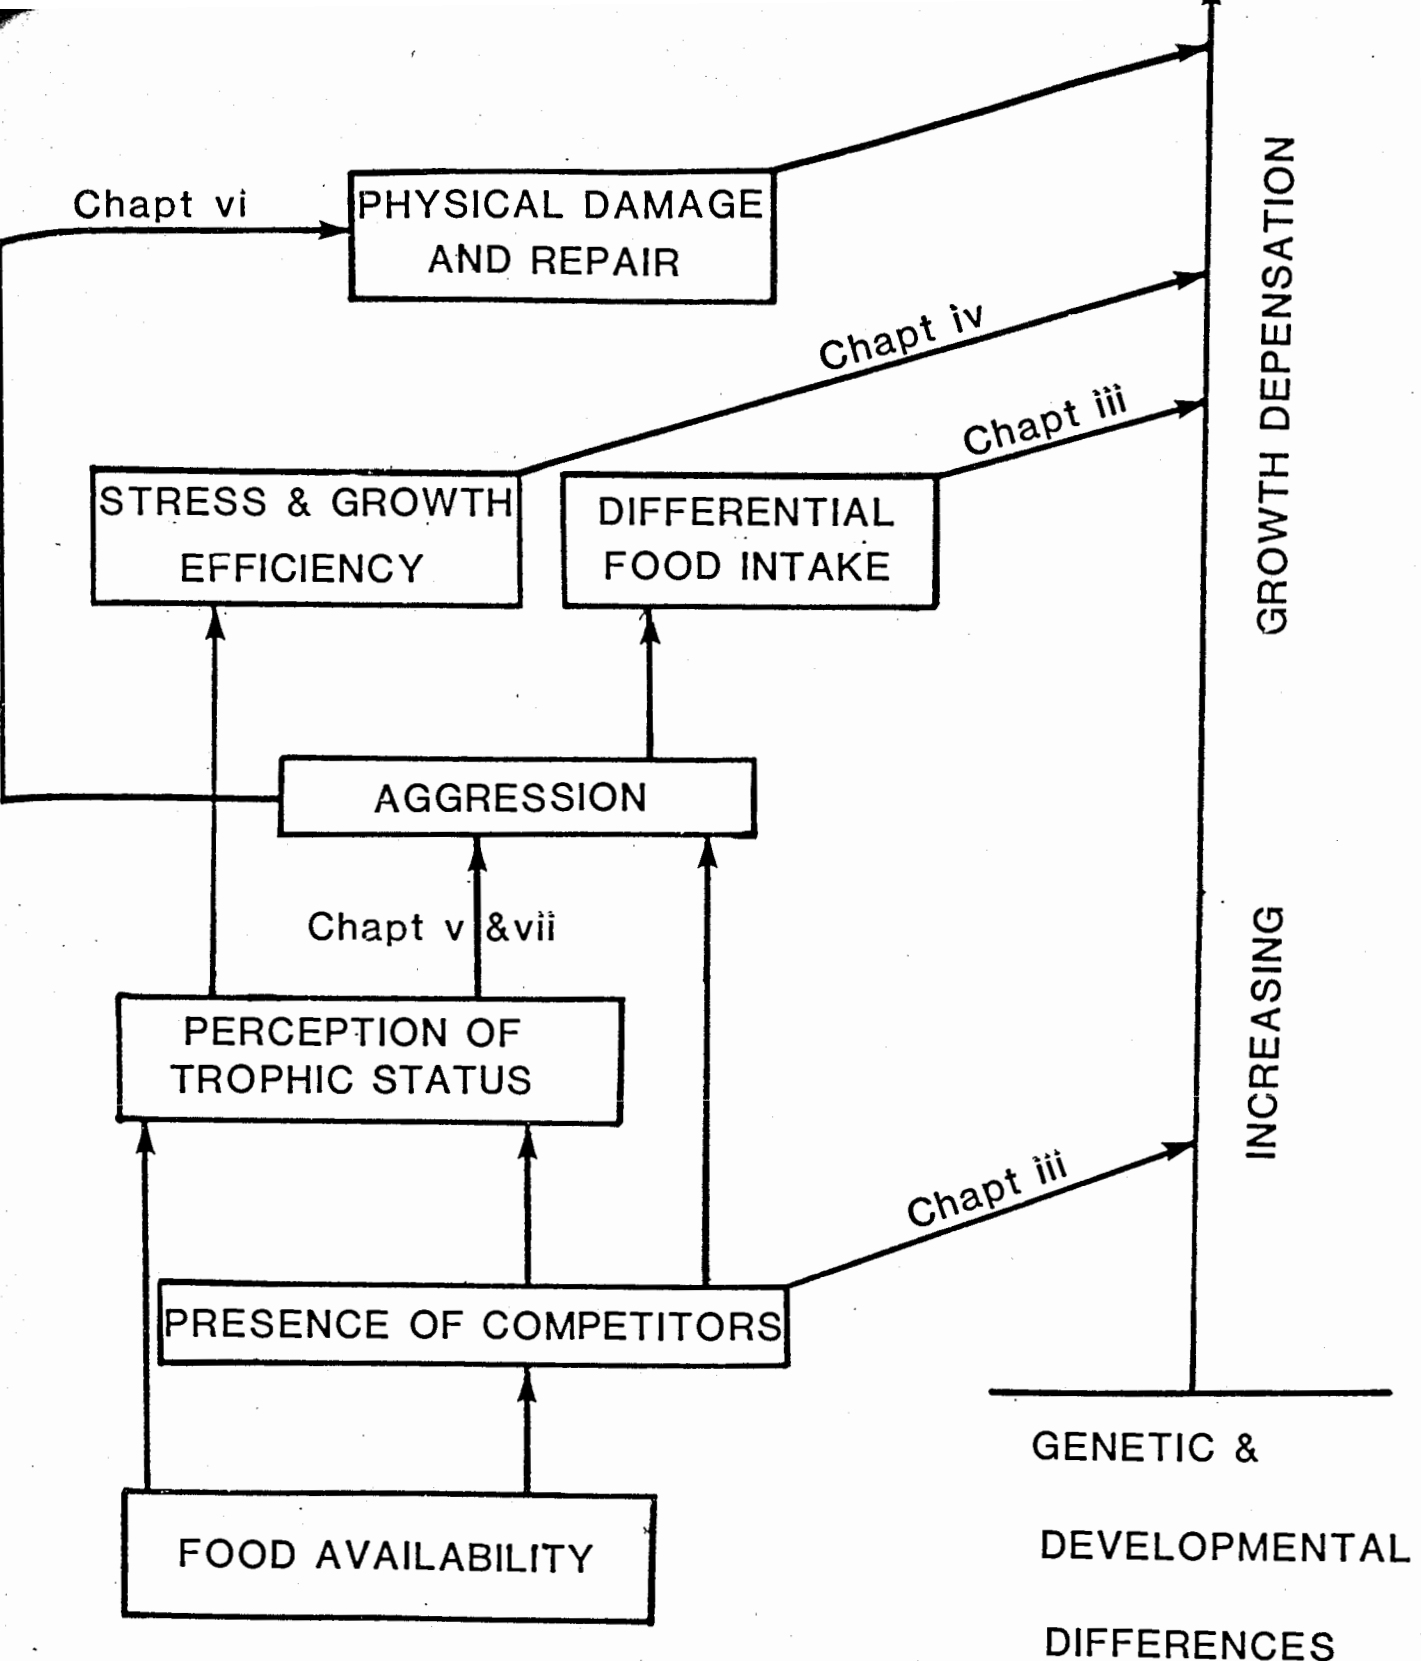 Chapt vi
PHYSICAL DAMAGE
AND REPAIR
Chapt iv
Chapt iii
STRESS & GROWTH
EFFICIENCY
DIFFERENTIAL
FOOD INTAKE
AGGRESSION
Chapt v &vii
PERCEPTION OF
TROPHIC STATUS
Chapt iii
PRESENCE OF COMPETITORS
FOOD AVAILABILITY
INCREASING GROWTH DEPENSATION
GENETIC &
DEVELOPMENTAL
DIFFERENCES